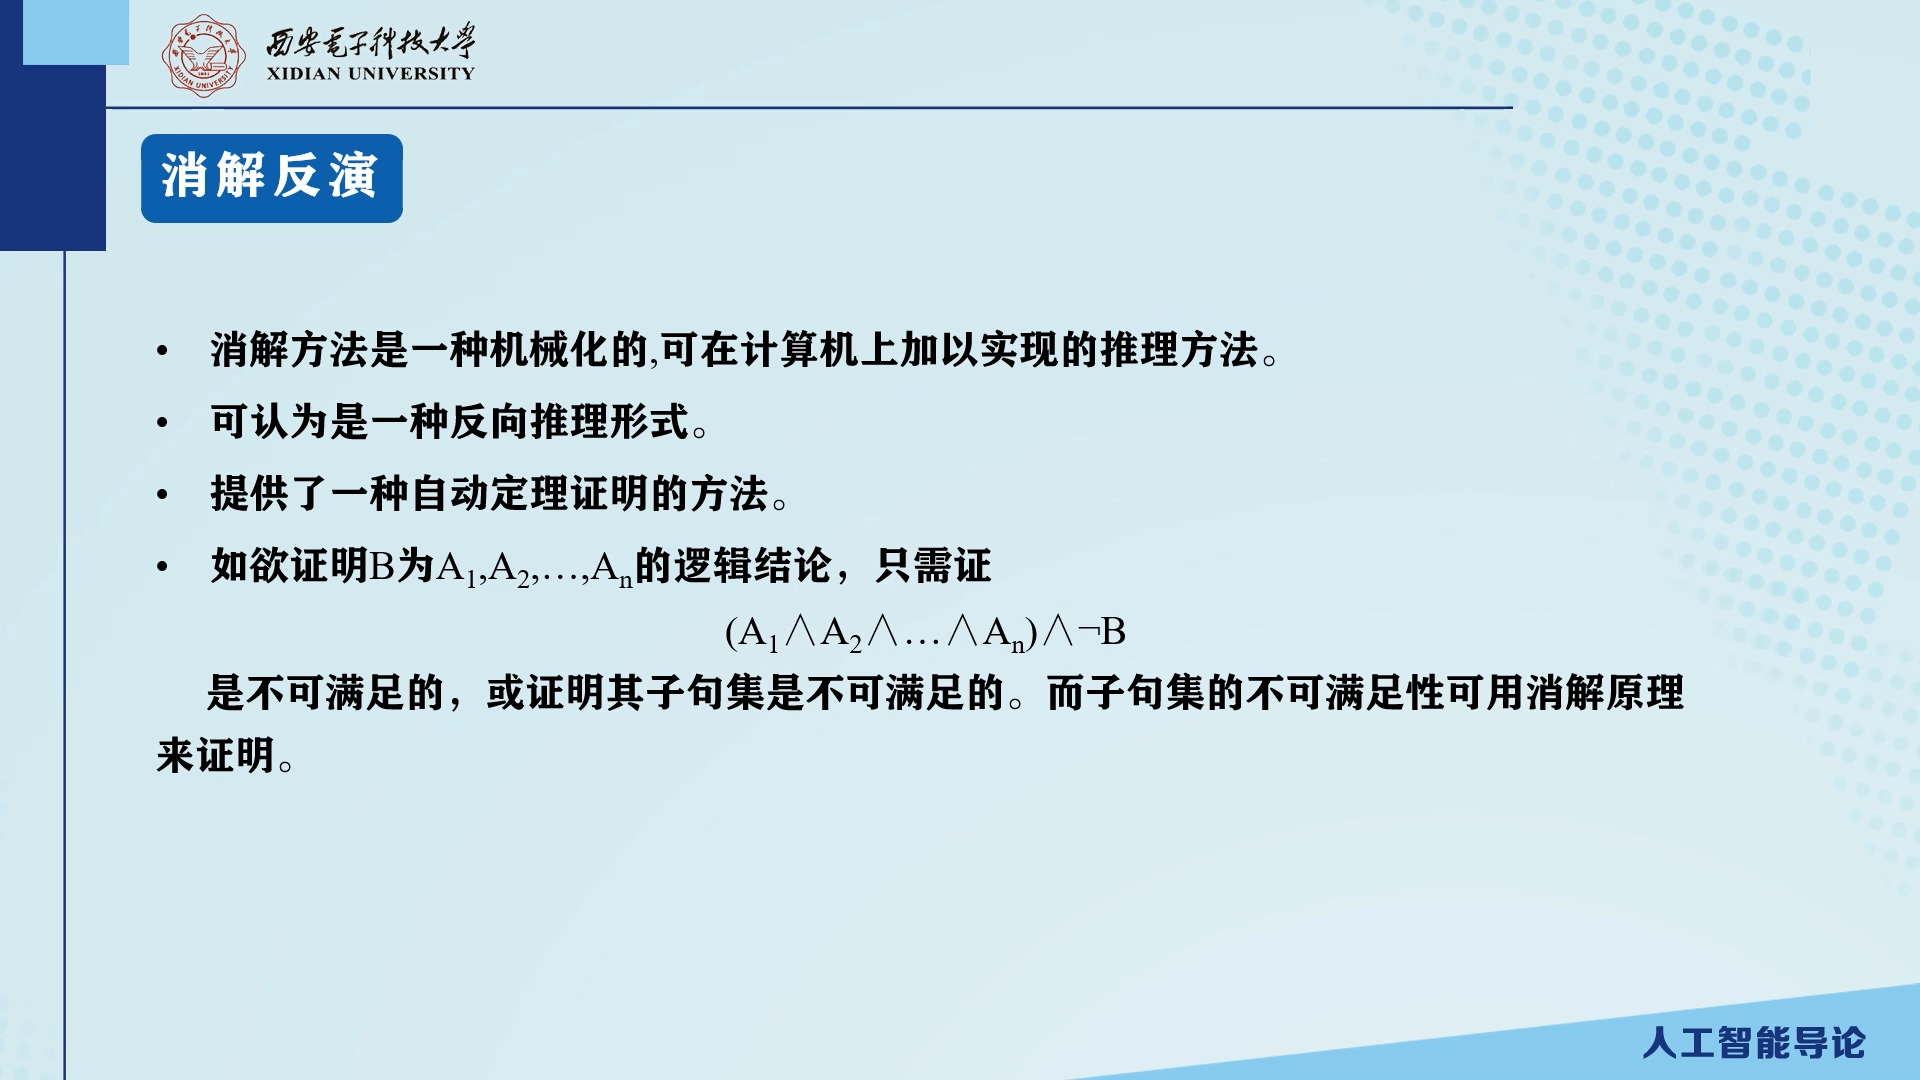 西安电子科技大学
XIDIAN UNIVERSITY
消解反演
• 消解方法是一种机械化的,可在计算机上加以实现的推理方法。
• 可认为是一种反向推理形式。
• 提供了一种自动定理证明的方法。
• 如欲证明B为A₁,A₂,…,Aₙ的逻辑结论，只需证
(A₁∧A₂∧…∧Aₙ)∧¬B
是不可满足的，或证明其子句集是不可满足的。而子句集的不可满足性可用消解原理
来证明。
人工智能导论